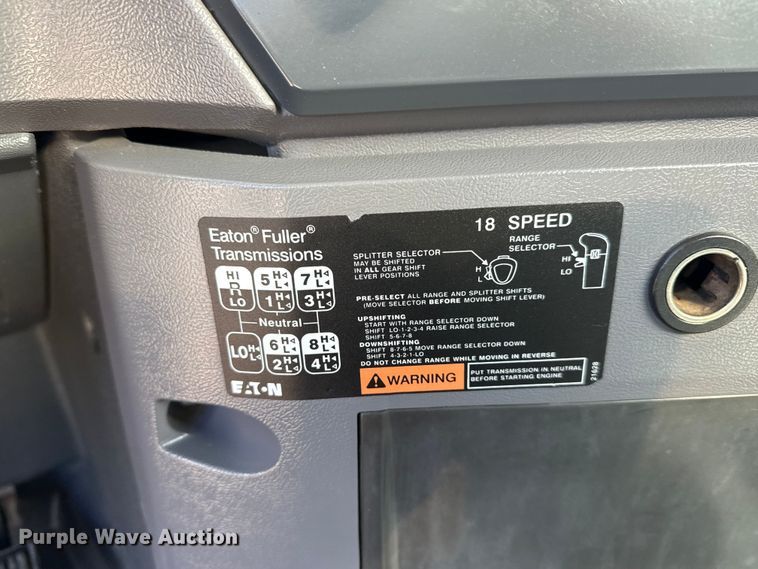 Eaton® Fuller®
Transmissions
18 SPEED
HI
R
LO
5 H L
1 H L
7 H L
3 H L
Neutral
LO H L
6 H L
2 H L
8 H L
4 H L
EATON
SPLITTER SELECTOR
MAY BE SHIFTED
IN ALL GEAR SHIFT
LEVER POSITIONS
H
L
RANGE
SELECTOR
HI
LO
PRE-SELECT ALL RANGE AND SPLITTER SHIFTS
(MOVE SELECTOR BEFORE MOVING SHIFT LEVER)
UPSHIFTING
START WITH RANGE SELECTOR DOWN
SHIFT LO-1-2-3-4 RAISE RANGE SELECTOR
SHIFT 5-6-7-8
DOWNSHIFTING
SHIFT 8-7-6-5 MOVE RANGE SELECTOR DOWN
SHIFT 4-3-2-1-LO
DO NOT CHANGE RANGE WHILE MOVING IN REVERSE
WARNING
PUT TRANSMISSION IN NEUTRAL
BEFORE STARTING ENGINE
21628
Purple Wave Auction